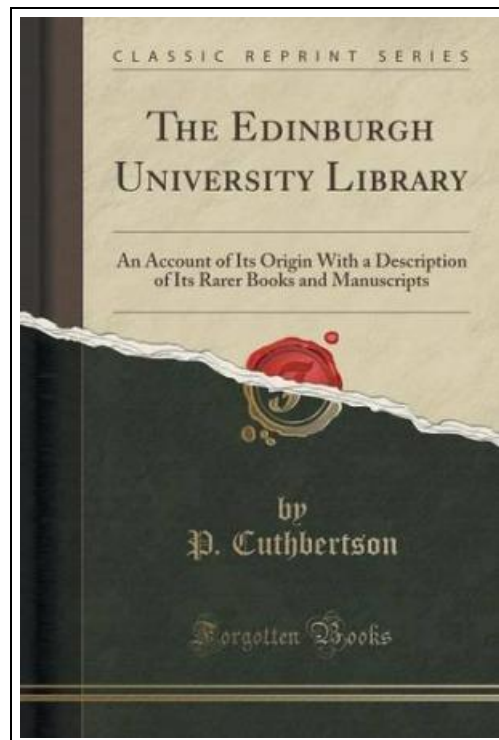 CLASSIC REPRINT SERIES
THE EDINBURGH
UNIVERSITY LIBRARY
An Account of Its Origin With a Description
of Its Rarer Books and Manuscripts
F
by
P. Cuthbertson
Forgotten Books